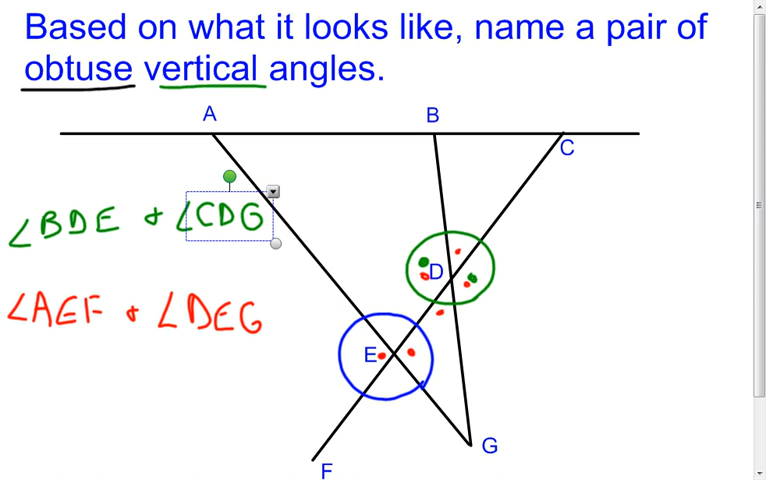 Based on what it looks like, name a pair of
obtuse vertical angles.
A
B
C
∠BDE & ∠CDG
D
∠AEF & ∠DEG
E
G
F